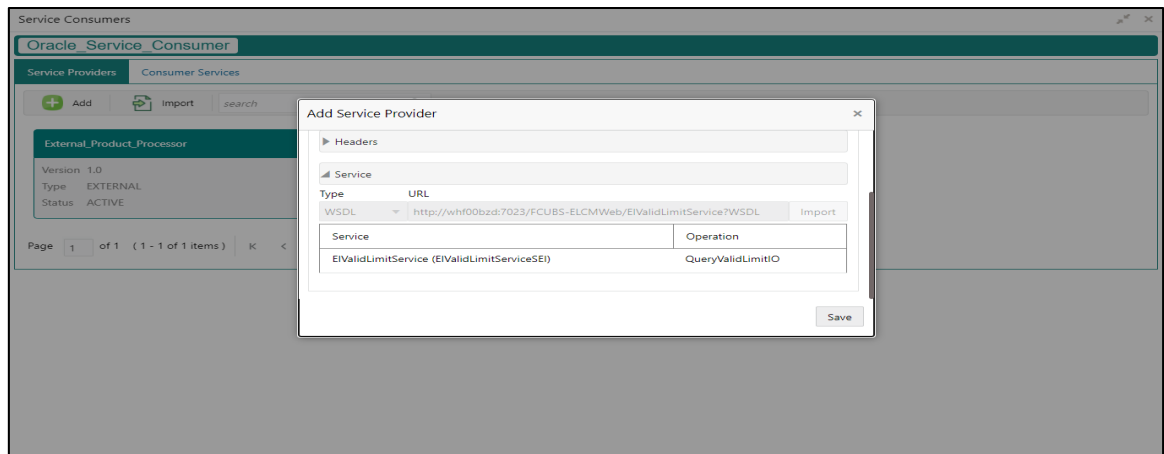 Service Consumers
Oracle_Service_Consumer
Service Providers Consumer Services
Add Import search
External_Product_Processor
Version 1.0
Type EXTERNAL
Status ACTIVE
Page 1 of 1 (1 - 1 of 1 items)
Add Service Provider
Headers
Service
Type URL
WSDL http://whf00bzd:7023/FCUBS-ELCMWeb/ElValidLimitService?WSDL Import
Service Operation
ElValidLimitService (ElValidLimitServiceSEI) QueryValidLimitIO
Save